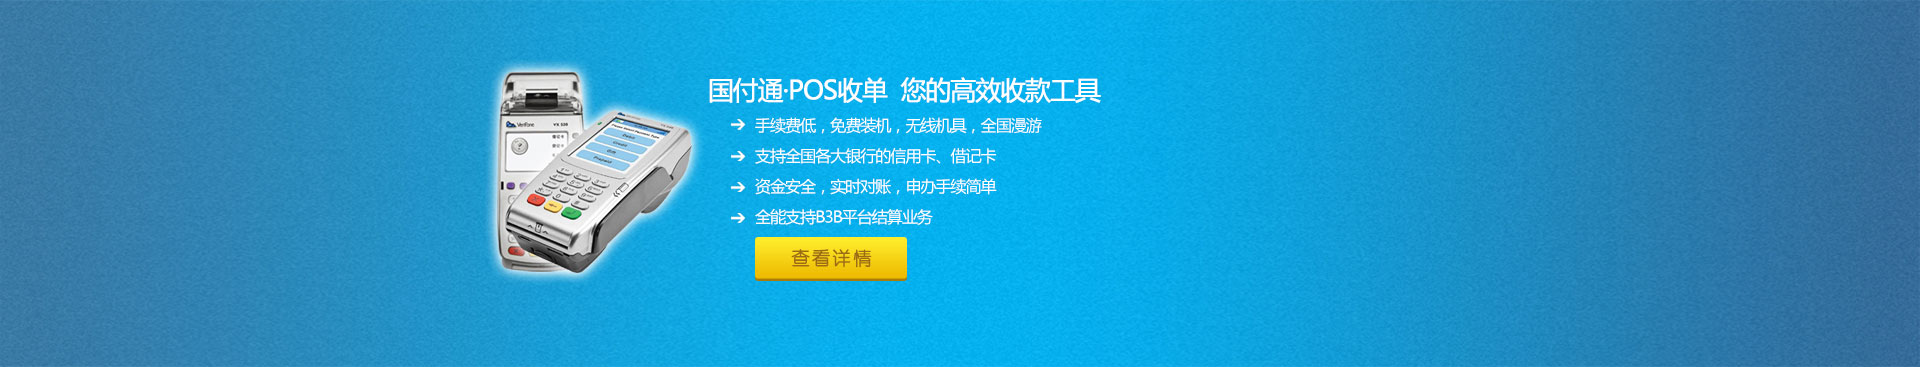 国付通·POS收单 您的高效收款工具
手续费低，免费装机，无线机具，全国漫游
支持全国各大银行的信用卡、借记卡
资金安全，实时对账，申办手续简单
全能支持B3B平台结算业务
查看详情
VeriFone